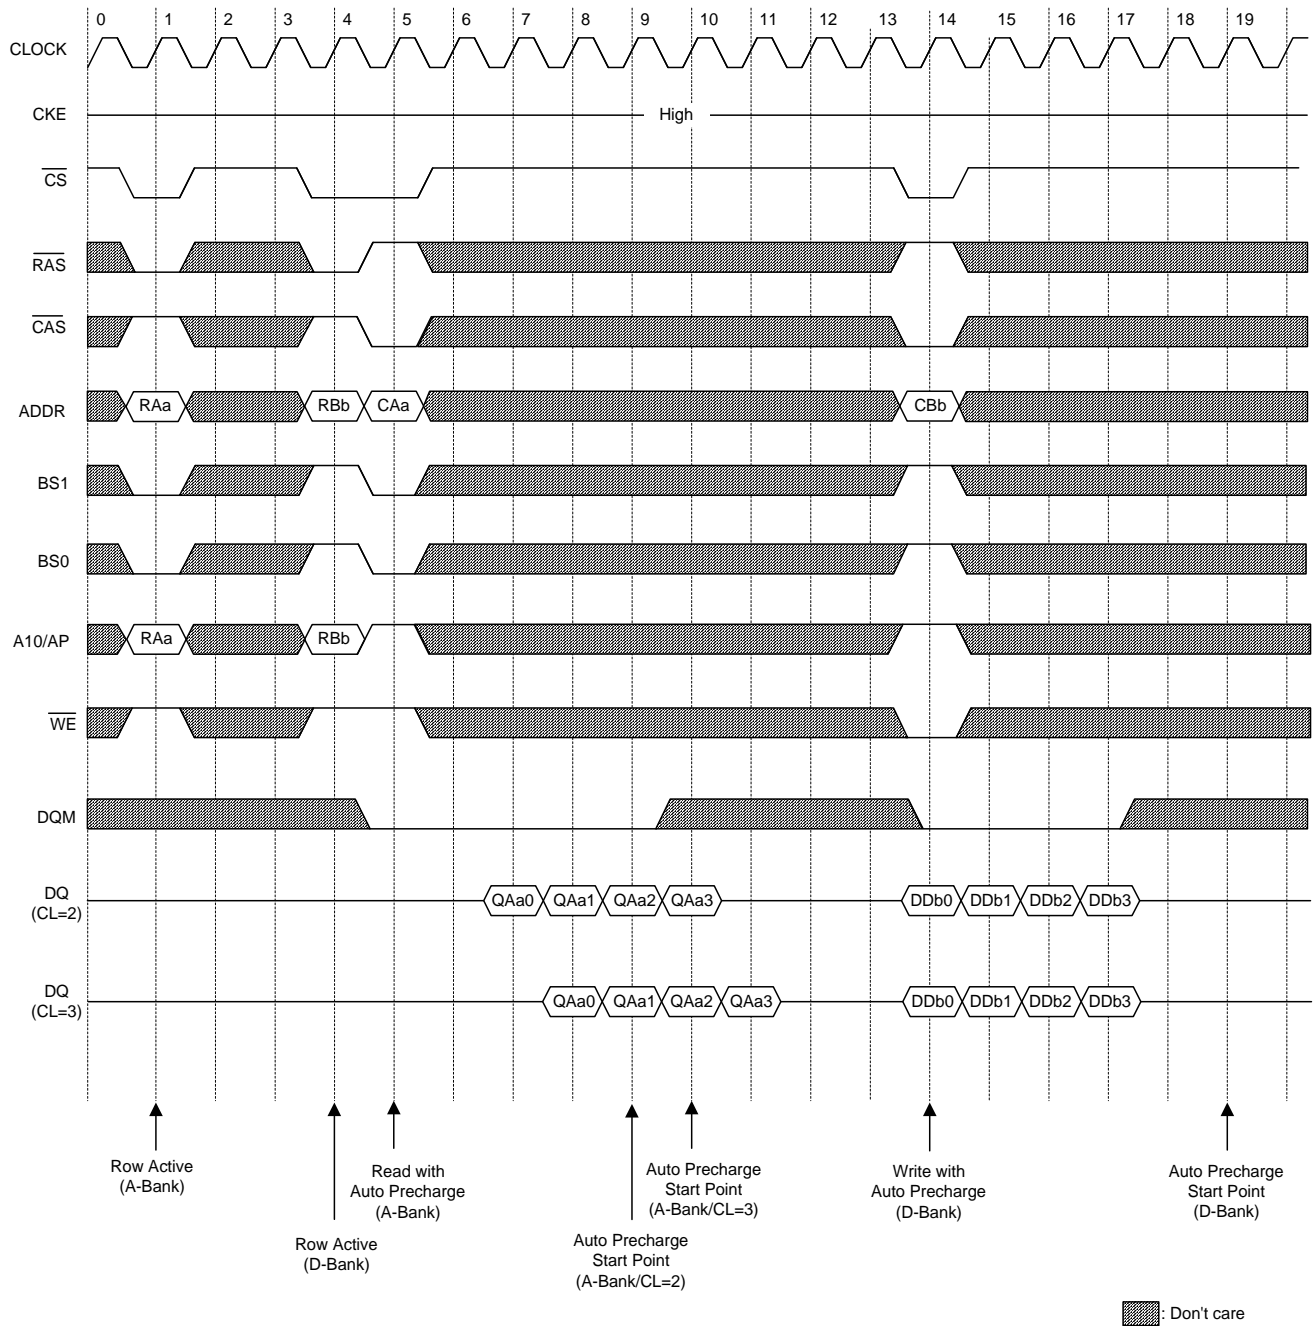 0 1 2 3 4 5 6 7 8 9 10 11 12 13 14 15 16 17 18 19
CLOCK
CKE High
CS
RAS
CAS
ADDR RAa RBb CAa CBb
BS1
BS0
A10/AP RAa RBb
WE
DQM
DQ
(CL=2)
QAa0 QAa1 QAa2 QAa3 DDb0 DDb1 DDb2 DDb3
DQ
(CL=3)
QAa0 QAa1 QAa2 QAa3 DDb0 DDb1 DDb2 DDb3
Row Active
(A-Bank)
Row Active
(D-Bank)
Read with
Auto Precharge
(A-Bank)
Auto Precharge
Start Point
(A-Bank/CL=2)
Auto Precharge
Start Point
(A-Bank/CL=3)
Write with
Auto Precharge
(D-Bank)
Auto Precharge
Start Point
(D-Bank)
: Don't care